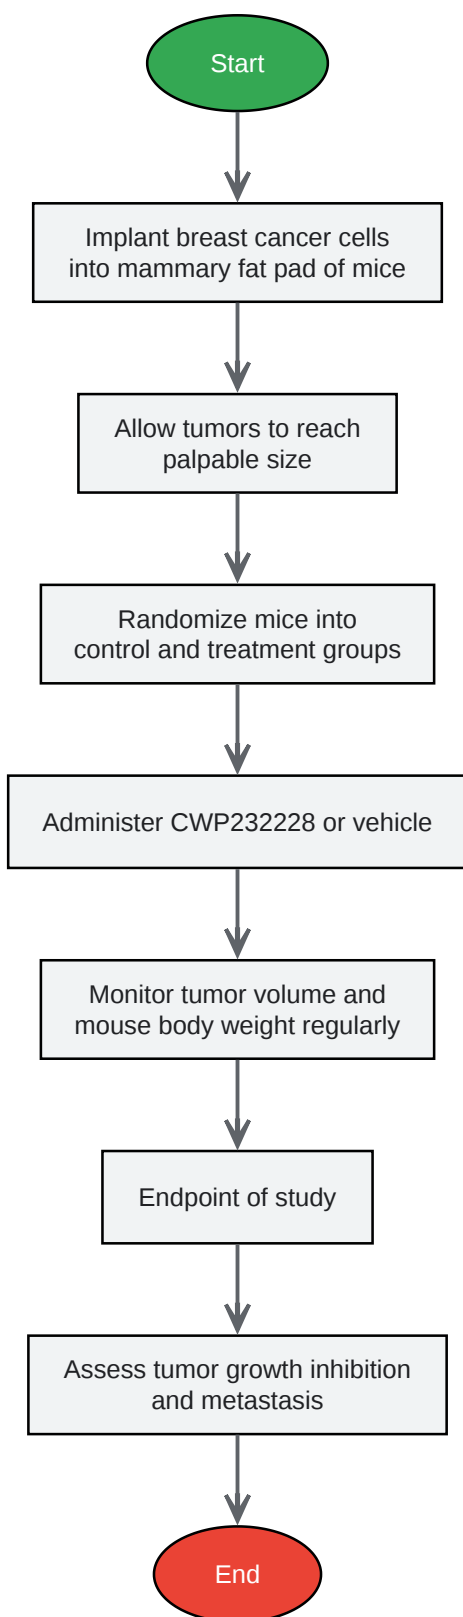 Start
Implant breast cancer cells
into mammary fat pad of mice
Allow tumors to reach
palpable size
Randomize mice into
control and treatment groups
Administer CWP232228 or vehicle
Monitor tumor volume and
mouse body weight regularly
Endpoint of study
Assess tumor growth inhibition
and metastasis
End